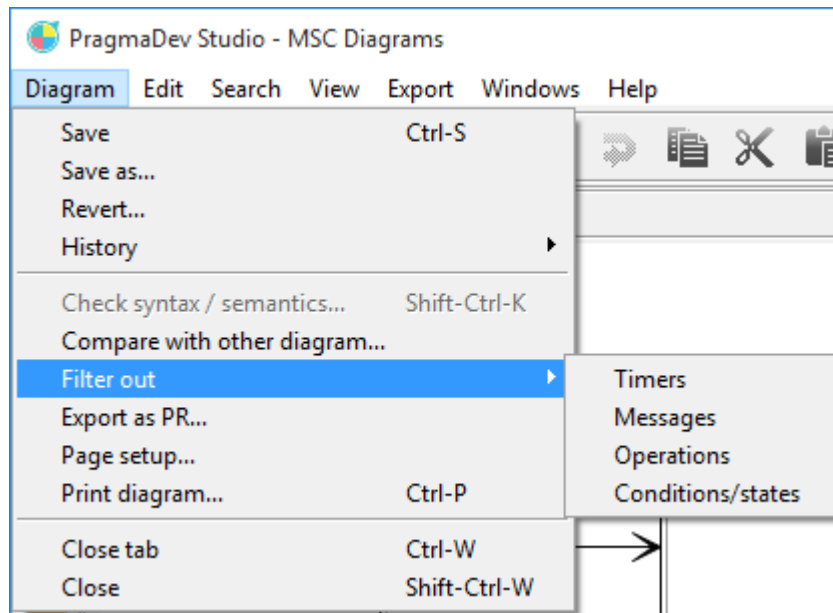 PragmaDev Studio - MSC Diagrams
Diagram Edit Search View Export Windows Help
Save Ctrl-S
Save as...
Revert...
History
Check syntax / semantics... Shift-Ctrl-K
Compare with other diagram...
Filter out Timers
Export as PR... Messages
Page setup... Operations
Print diagram... Ctrl-P Conditions/states
Close tab Ctrl-W
Close Shift-Ctrl-W